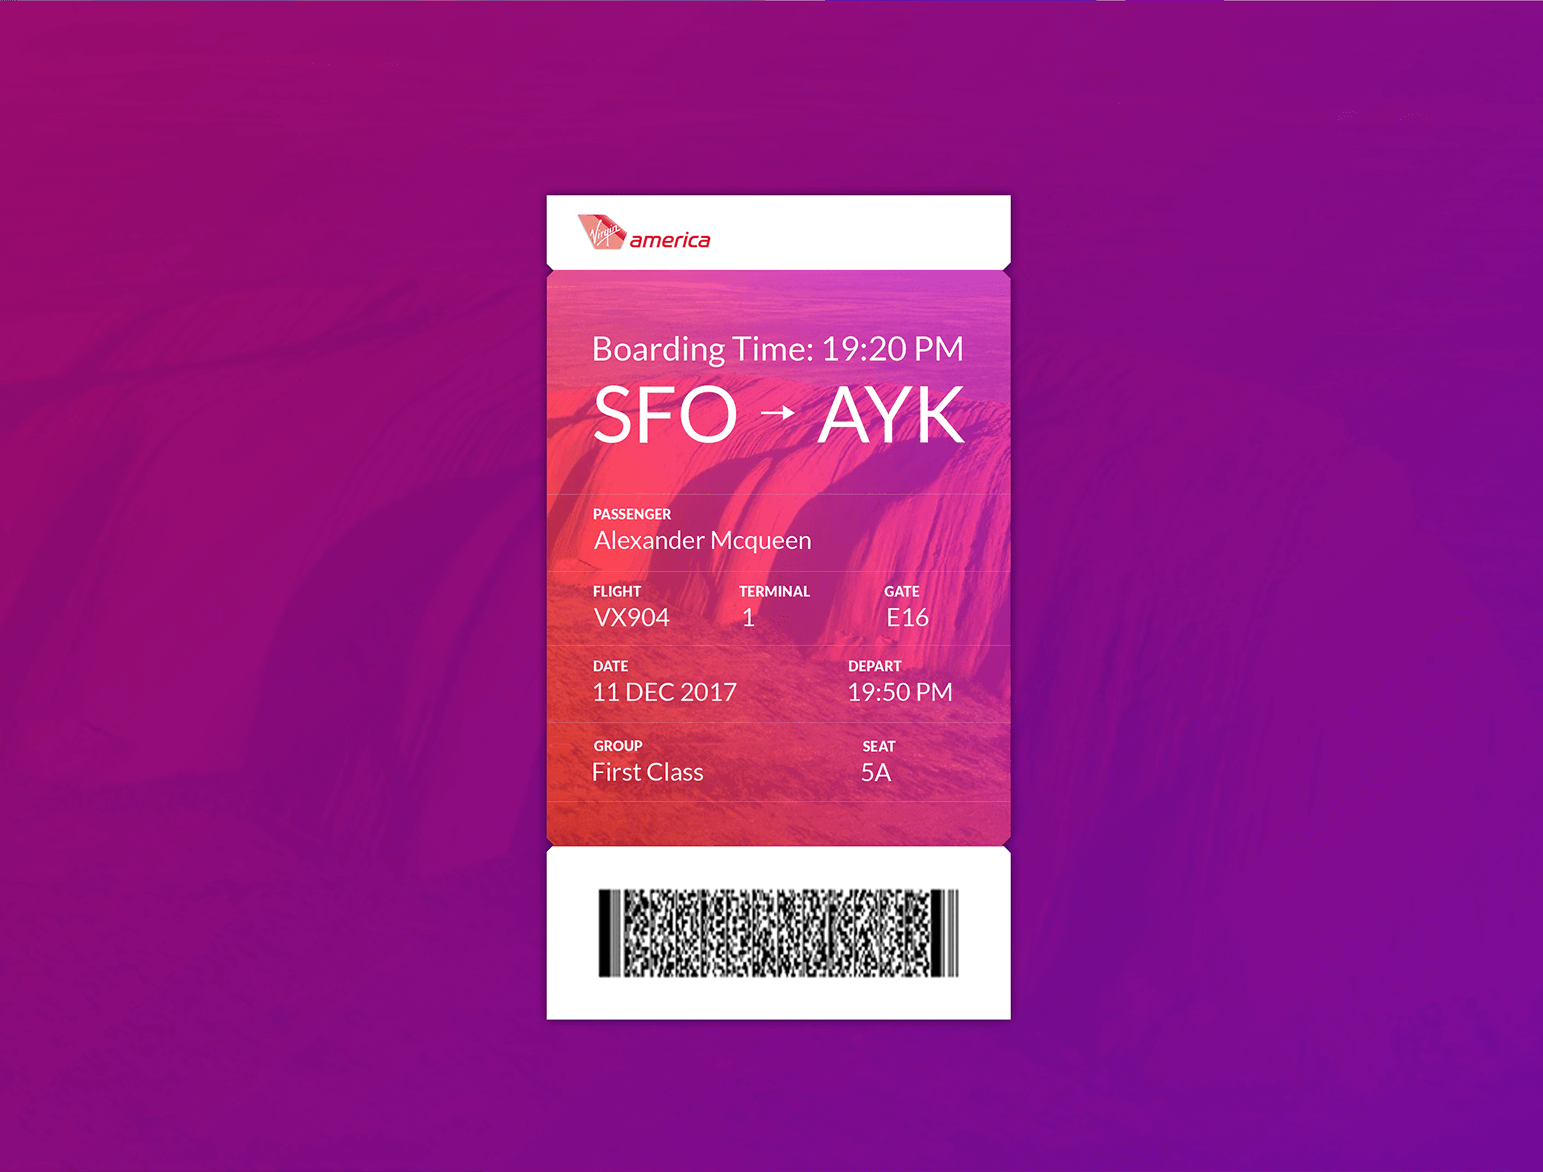 Virgin america
Boarding Time: 19:20 PM
SFO → AYK
PASSENGER
Alexander Mcqueen
FLIGHT TERMINAL GATE
VX904 1 E16
DATE DEPART
11 DEC 2017 19:50 PM
GROUP SEAT
First Class 5A